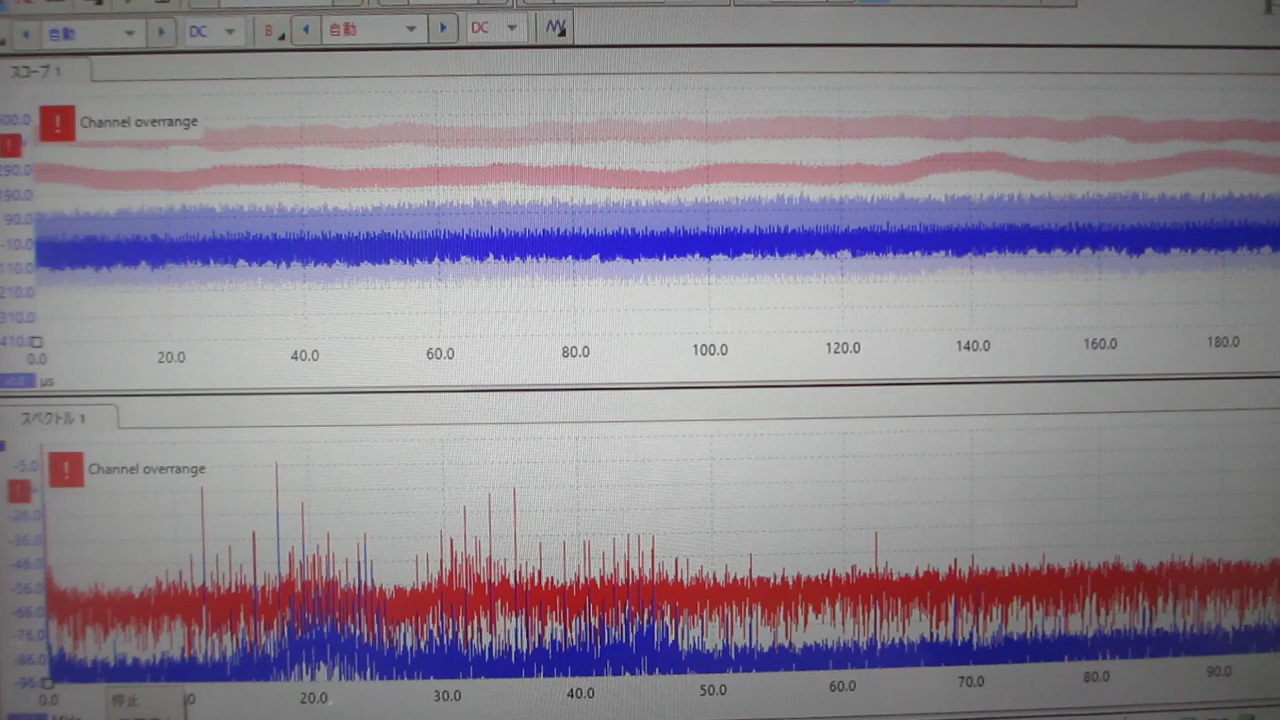 自動 DC B 自動 DC
スコープ 1
! Channel overrange
90.0
-10.0
210.0
310.0
410.0
0.0 20.0 40.0 60.0 80.0 100.0 120.0 140.0 160.0 180.0
µs
スペクトル 1
! Channel overrange
-5.0
-26.0
-36.0
-46.0
-56.0
-66.0
-76.0
-86.0
-96.0
0.0 20.0 30.0 40.0 50.0 60.0 70.0 80.0 90.0
停止